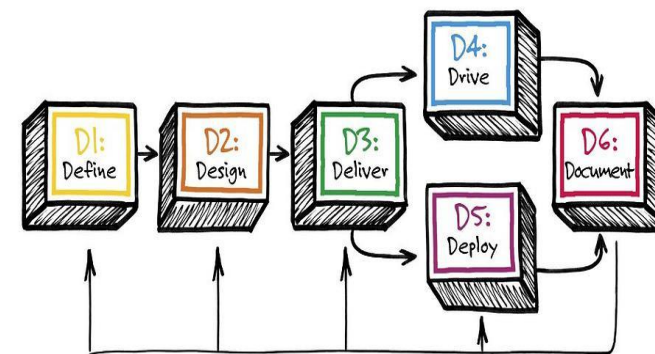 D1:
Define
D2:
Design
D3:
Deliver
D4:
Drive
D5:
Deploy
D6:
Document